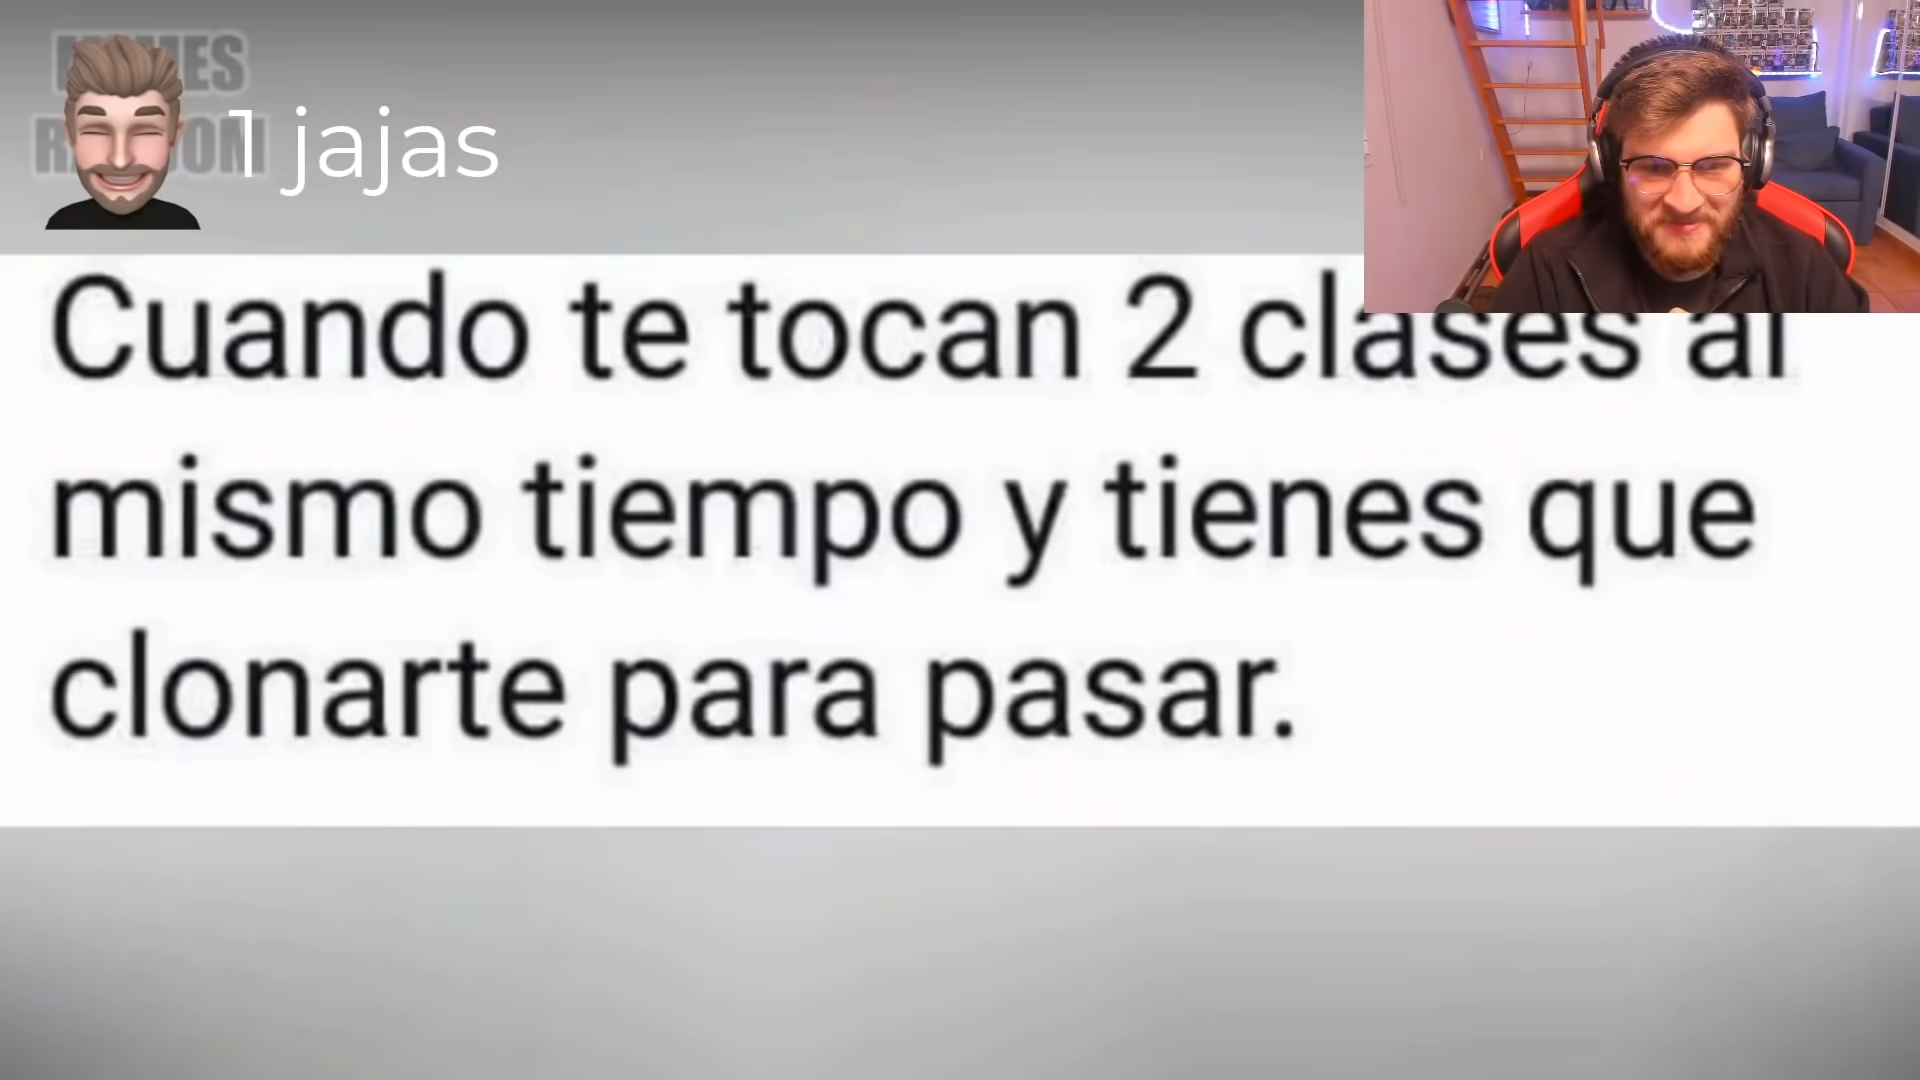 1 jajas
Cuando te tocan 2 clases al
mismo tiempo y tienes que
clonarte para pasar.